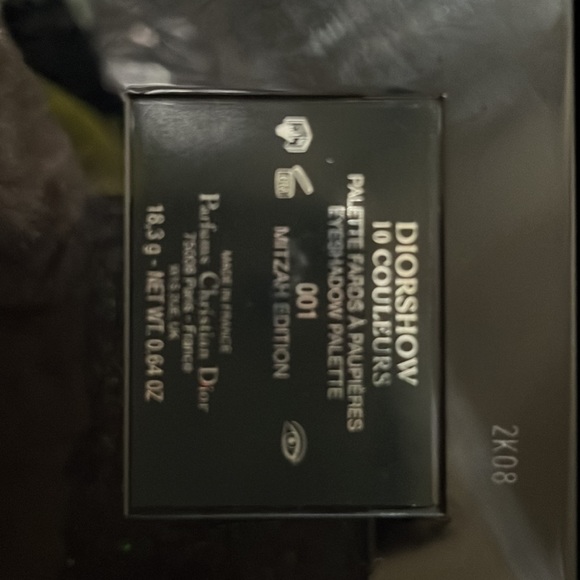 DIORSHOW
10 COULEURS
PALETTE FARDS À PAUPIÈRES
EYESHADOW PALETTE
001
MITZAH EDITION
MADE IN FRANCE
Parfums Christian Dior
75008 Paris - France
18.3 g - NET WT. 0.64 OZ
2K08